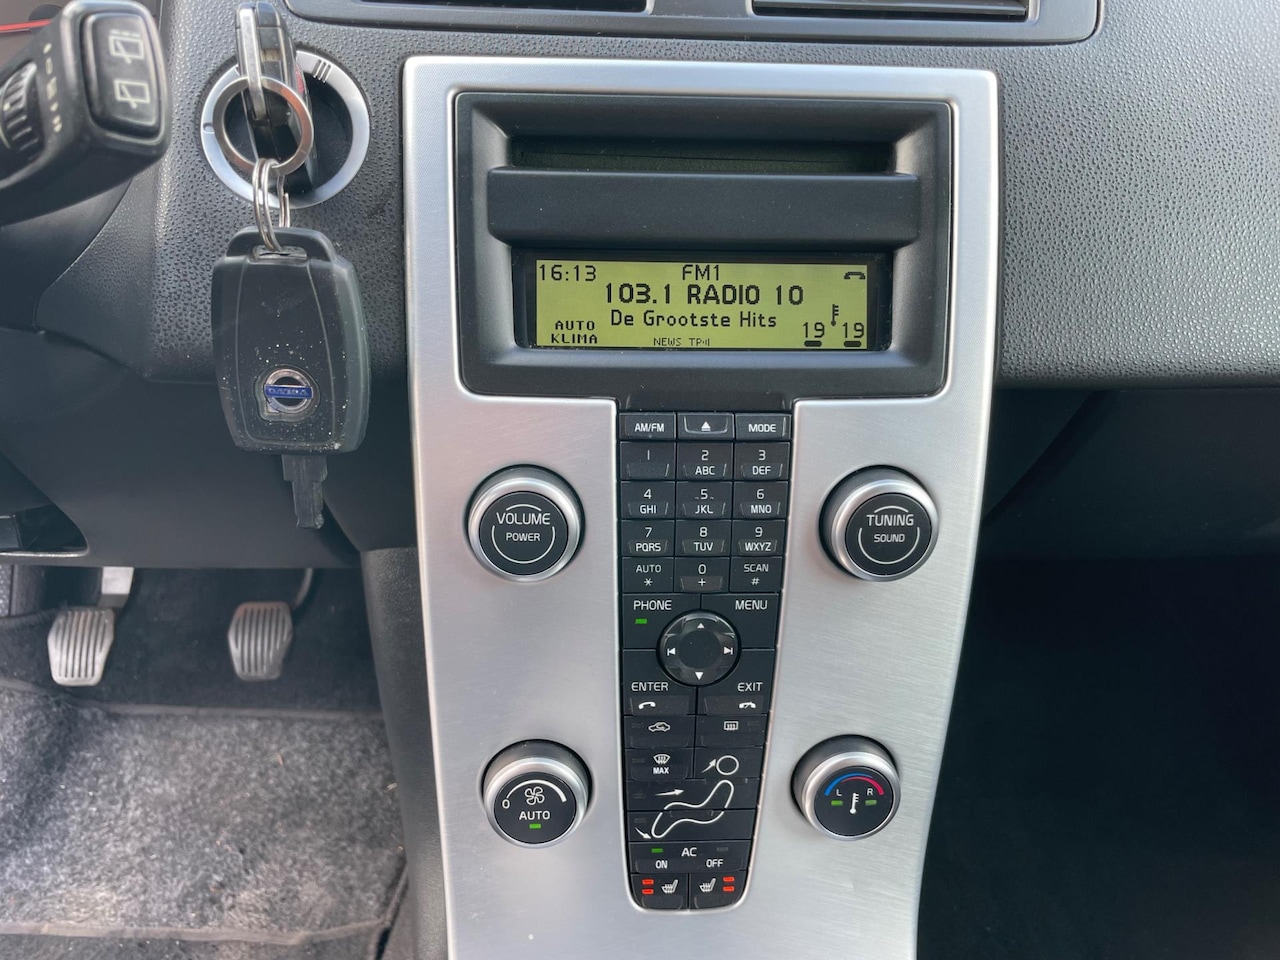 16:13 FM1
103.1 RADIO 10
De Grootste Hits
AUTO
KLIMA
NEWS TP
19 19
AM/FM MODE
1 2 ABC 3 DEF
4 GHI 5 JKL 6 MNO
7 PQRS 8 TUV 9 WXYZ
AUTO * 0 + SCAN #
VOLUME
POWER
TUNING
SOUND
PHONE MENU
ENTER EXIT
MAX
0
AUTO
L R
AC
ON OFF